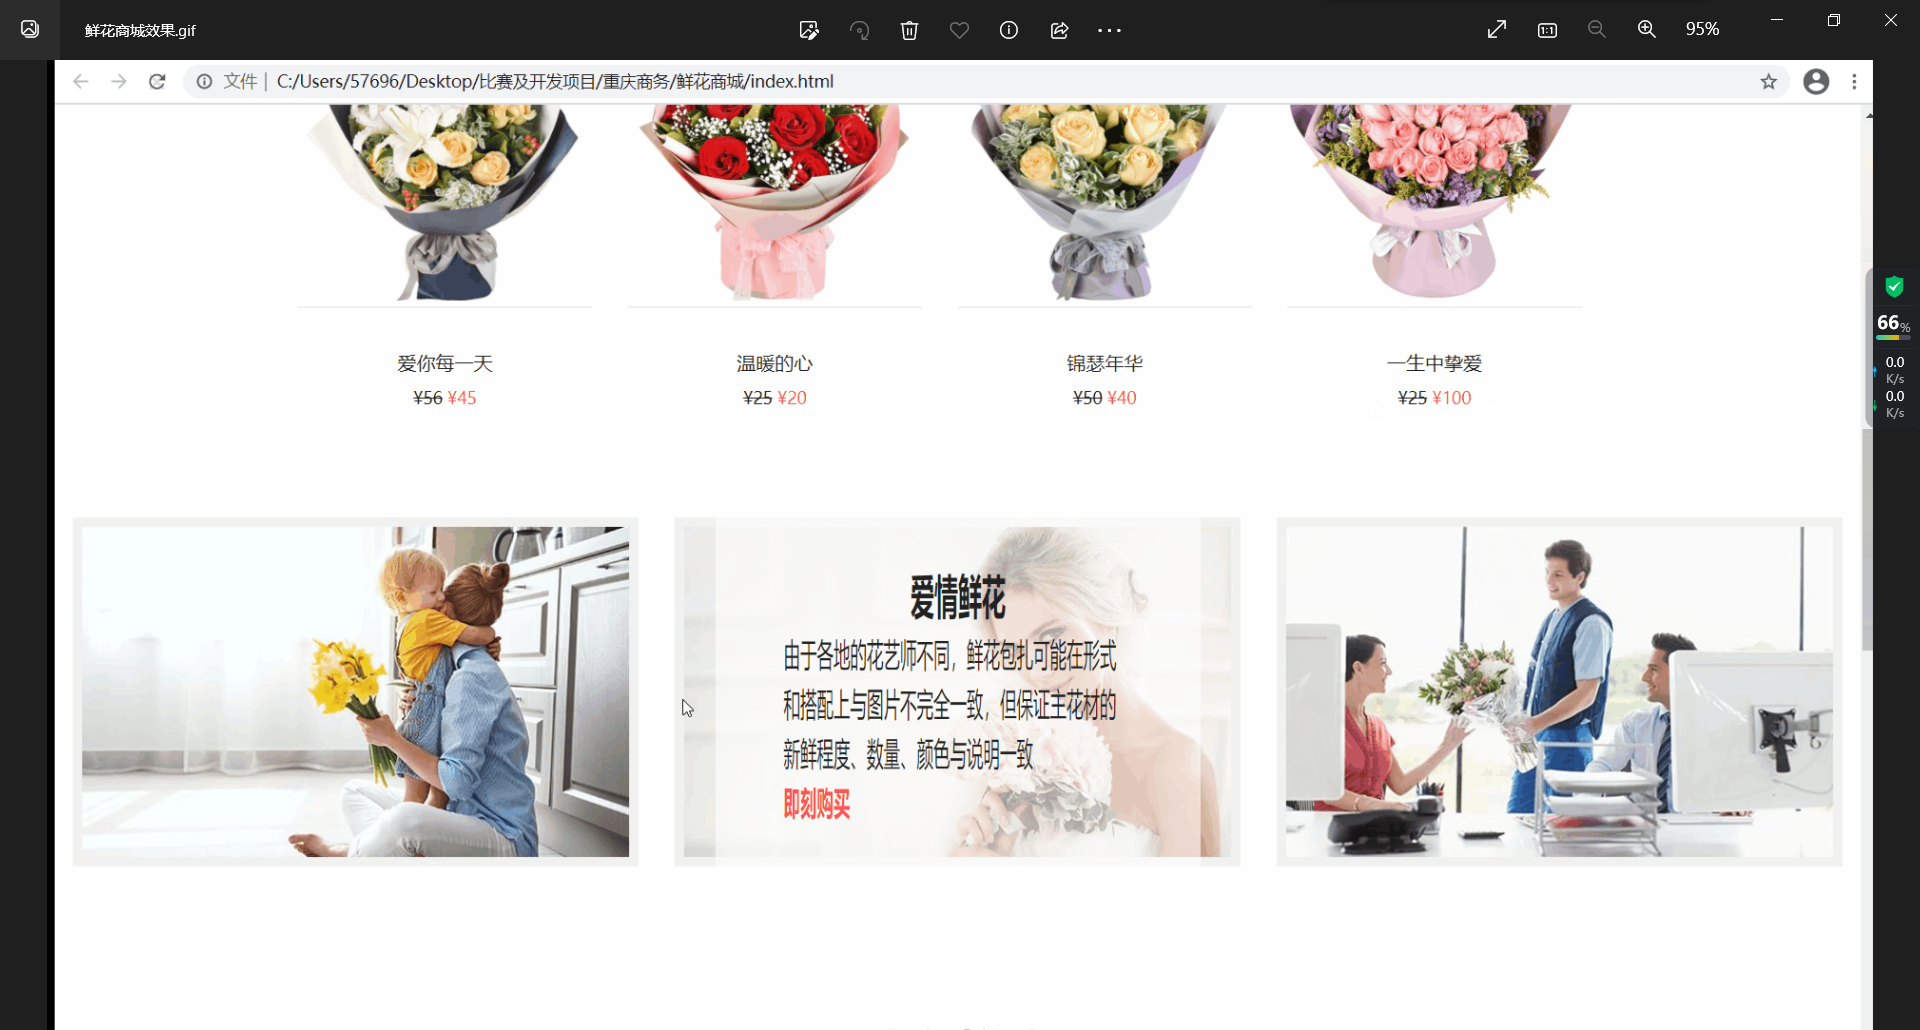 鲜花商城效果.gif
95%
文件 | C:/Users/57696/Desktop/比赛及开发项目/重庆商务/鲜花商城/index.html
爱你每一天
¥56 ¥45
温暖的心
¥25 ¥20
锦瑟年华
¥50 ¥40
一生中挚爱
¥25 ¥100
爱情鲜花
由于各地的花艺师不同，鲜花包扎可能在形式
和搭配上与图片不完全一致，但保证主花材的
新鲜程度、数量、颜色与说明一致
即刻购买
66%
0.0
K/s
0.0
K/s